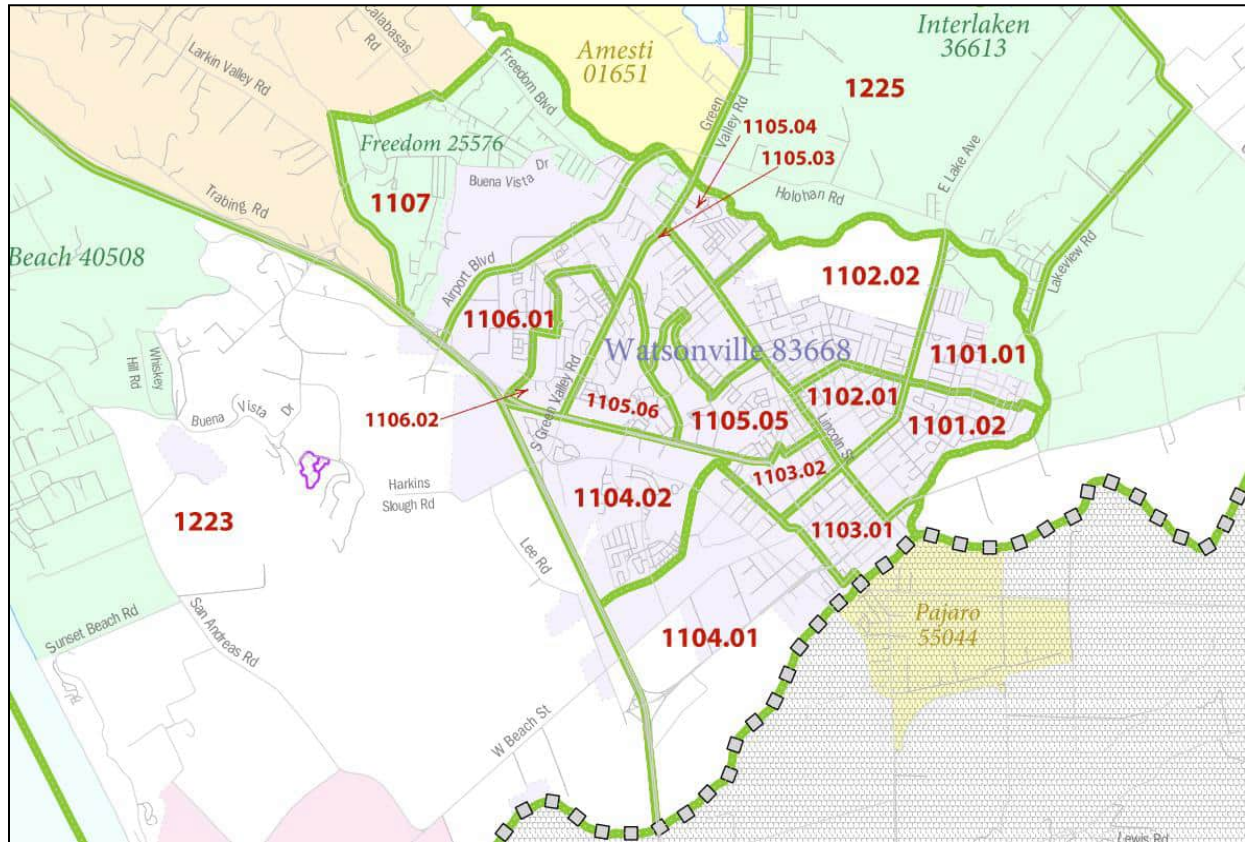 Calabasas
Rd
Larkin Valley Rd
Freedom Blvd
Amesti
01651
Interlaken
36613
Green
Valley Rd
1225
1105.04
1105.03
Freedom 25576
Buena Vista Dr
E Lake Ave
Holohan Rd
Trabing Rd
1107
Beach 40508
Lakeview Rd
Airport Blvd
1102.02
1106.01
Watsonville 83668
1101.01
Whiskey
Hill Rd
Buena Vista Dr
S Green Valley Rd
1106.02
1105.06
1105.05
1102.01
Lincoln St
1101.02
1103.02
Harkins
Slough Rd
1104.02
1223
1103.01
Lee Rd
Sunset Beach Rd
San Andreas Rd
1104.01
Pajaro
55044
W Beach St
Lewis Rd